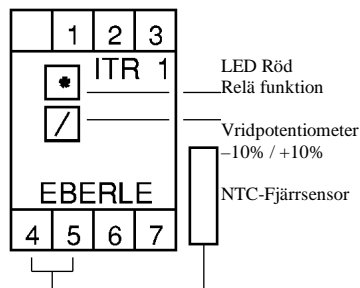 1 2 3
ITR 1
*
/
EBERLE
4 5 6 7
LED Röd
Relä funktion
Vridpotentiometer
–10% / +10%
NTC-Fjärrsensor